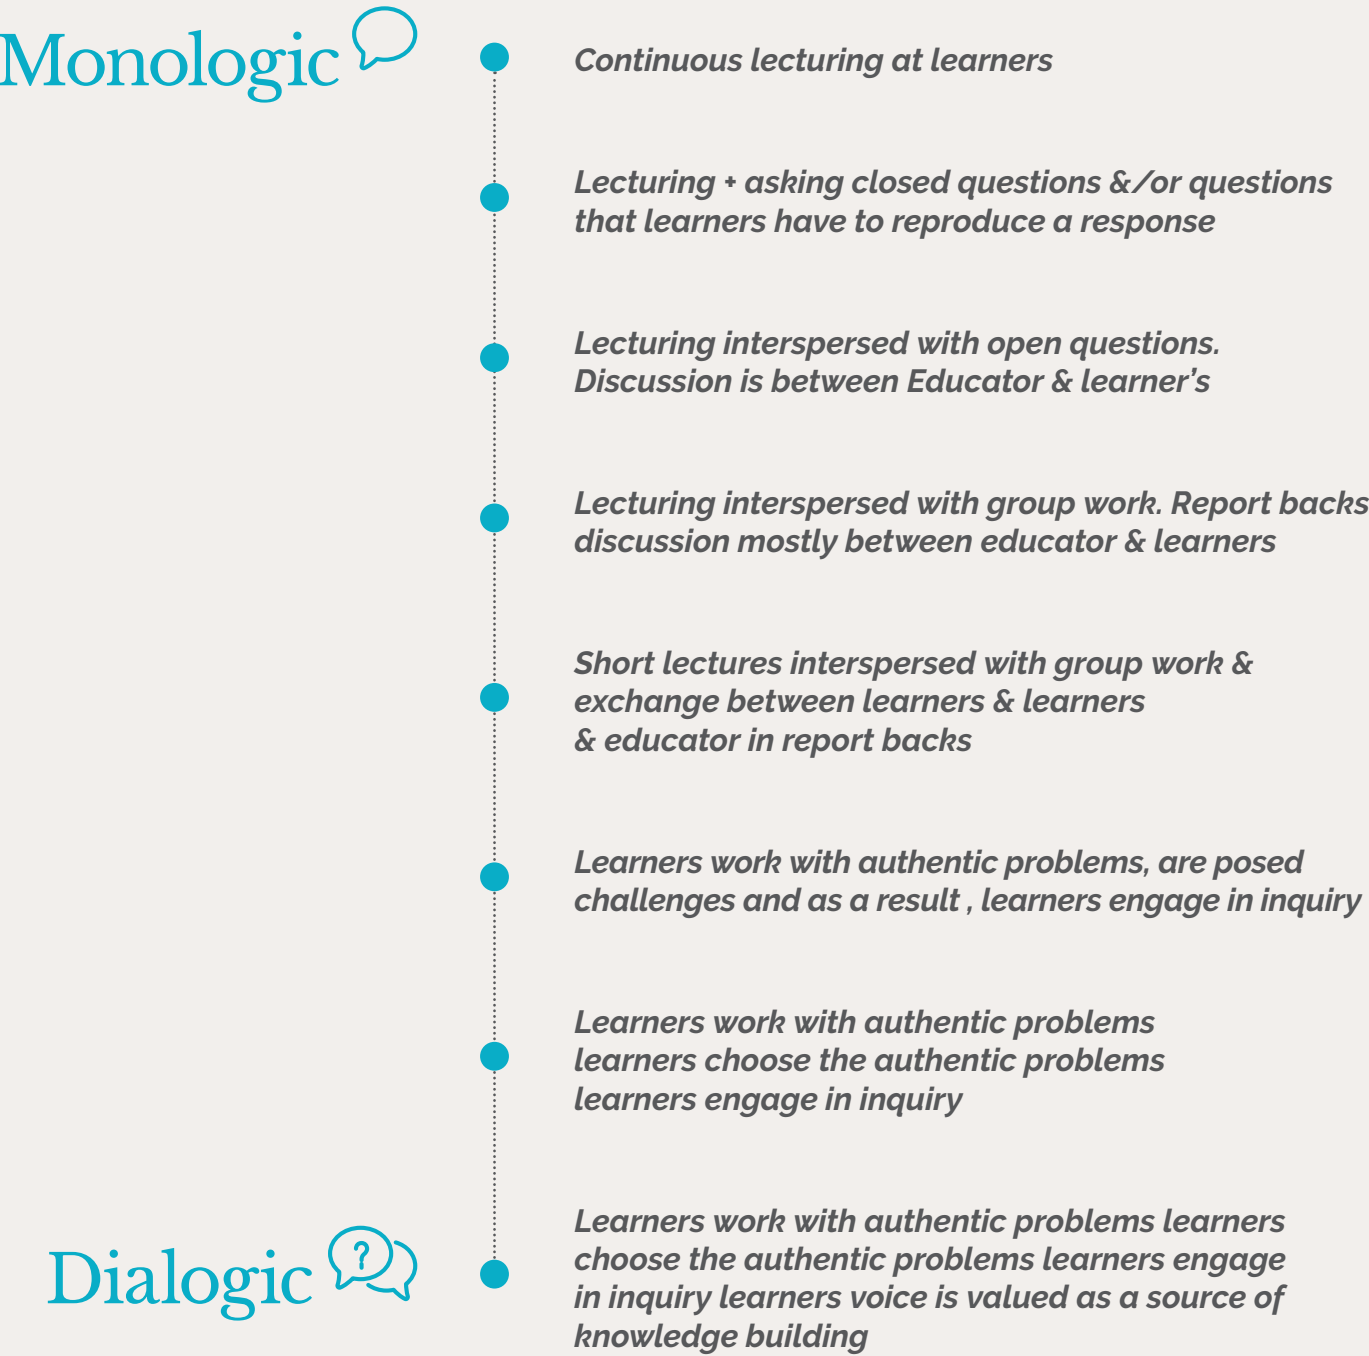 Monologic
Continuous lecturing at learners
Lecturing + asking closed questions &/or questions
that learners have to reproduce a response
Lecturing interspersed with open questions.
Discussion is between Educator & learner’s
Lecturing interspersed with group work. Report backs
discussion mostly between educator & learners
Short lectures interspersed with group work &
exchange between learners & learners
& educator in report backs
Learners work with authentic problems, are posed
challenges and as a result , learners engage in inquiry
Learners work with authentic problems
learners choose the authentic problems
learners engage in inquiry
Dialogic ?
Learners work with authentic problems learners
choose the authentic problems learners engage
in inquiry learners voice is valued as a source of
knowledge building